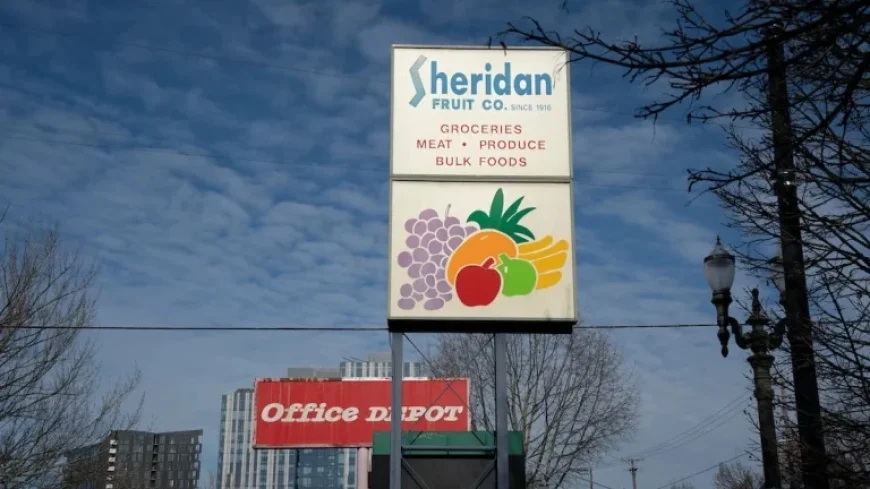 Sheridan
FRUIT CO. SINCE 1916
GROCERIES
MEAT • PRODUCE
BULK FOODS
Office DEPOT